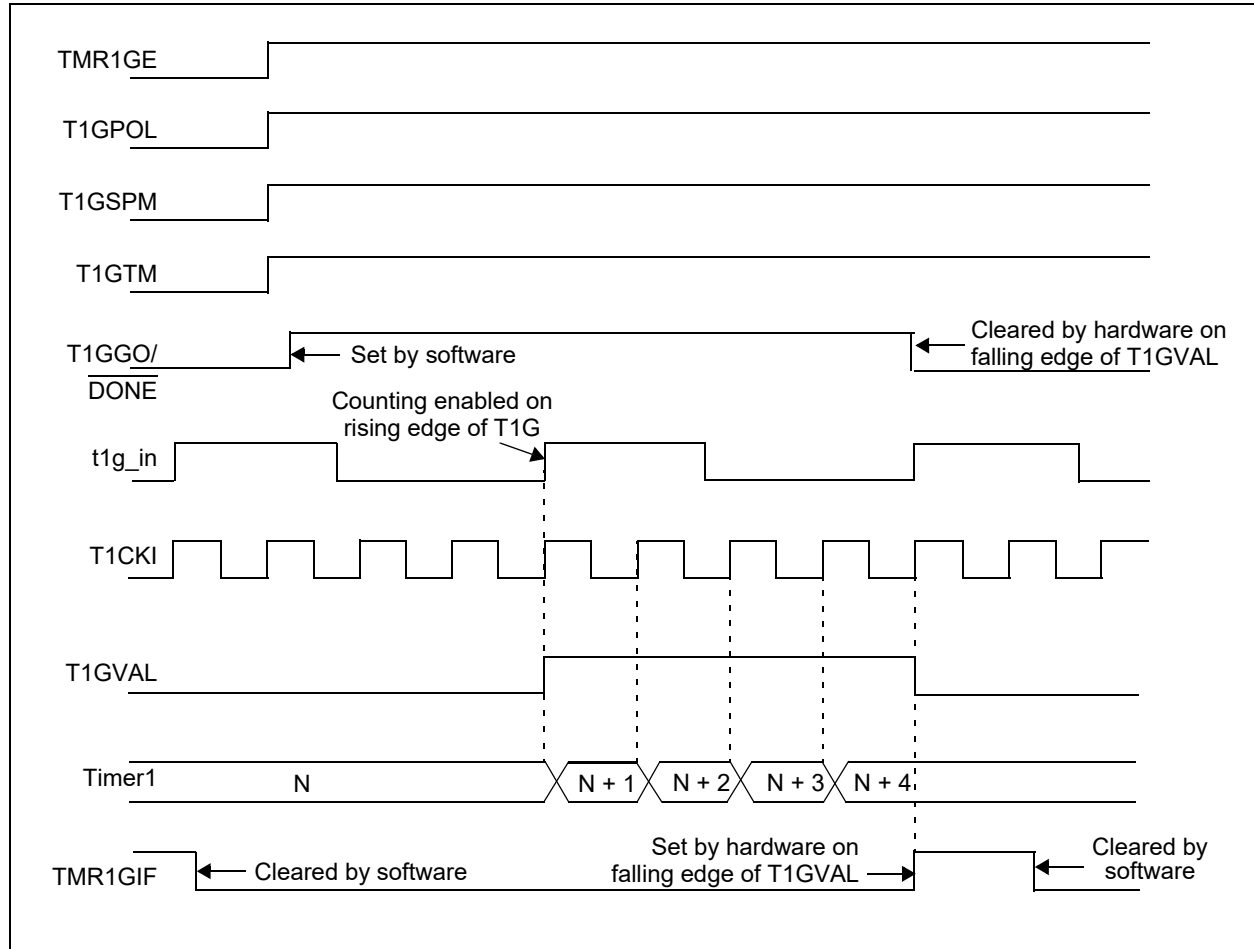 TMR1GE
T1GPOL
T1GSPM
T1GTM
T1GGO/
DONE
Set by software
Cleared by hardware on
falling edge of T1GVAL
Counting enabled on
rising edge of T1G
t1g_in
T1CKI
T1GVAL
Timer1
N
N + 1
N + 2
N + 3
N + 4
TMR1GIF
Cleared by software
Set by hardware on
falling edge of T1GVAL
Cleared by
software